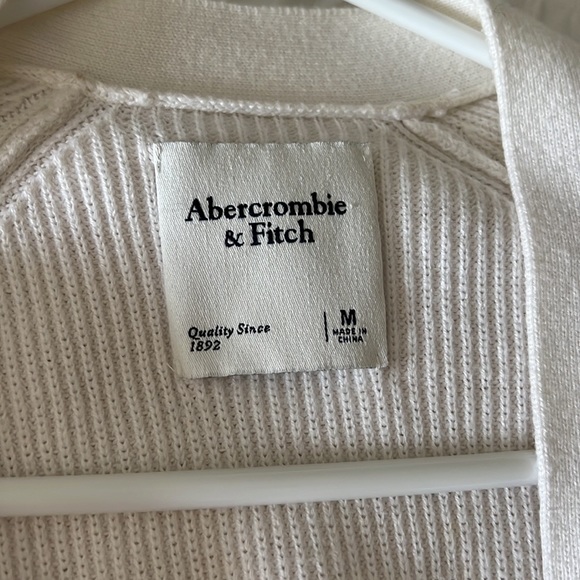 Abercrombie
& Fitch
Quality Since
1892
M
MADE IN
CHINA